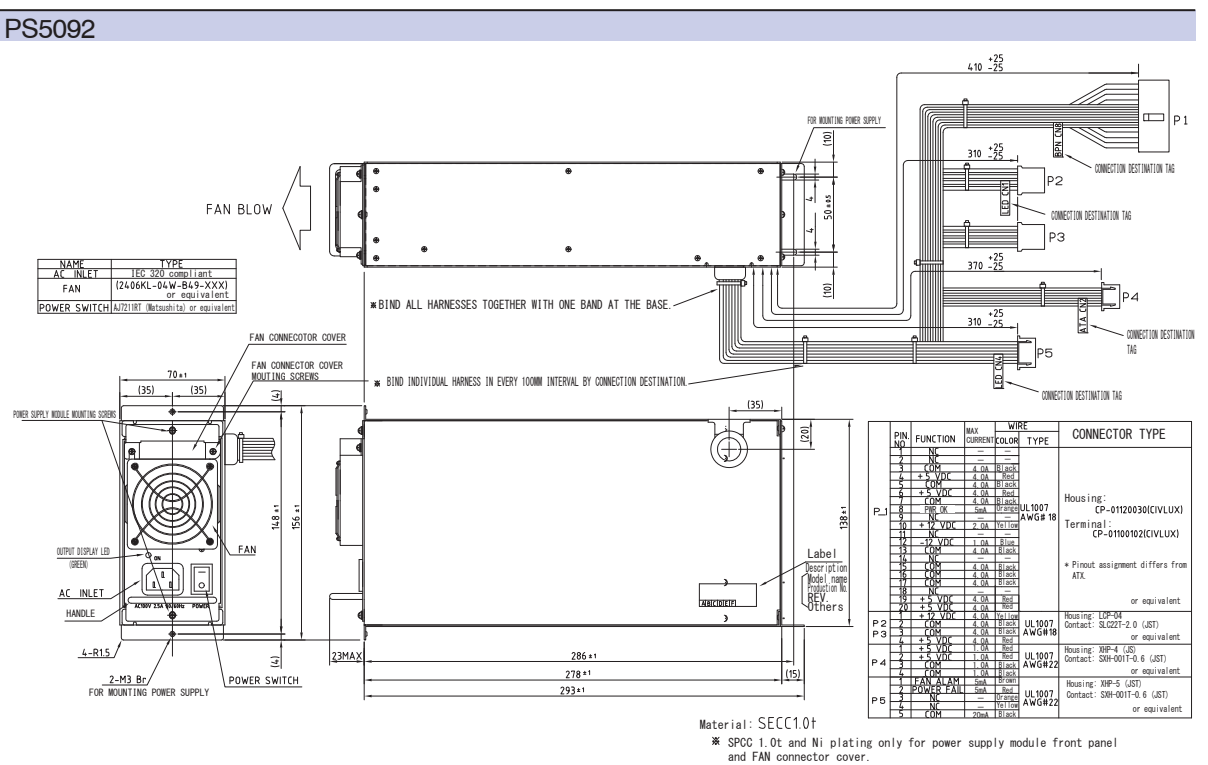 PS5092
410 +25 -25
P1
BPN CN8
CONNECTION DESTINATION TAG
FOR MOUNTING POWER SUPPLY
(10)
310 +25 -25
P2
LED CN1
CONNECTION DESTINATION TAG
P3
4
50±0.5
4
(10)
FAN BLOW
370 +25 -25
P4
ATA CN2
CONNECTION DESTINATION TAG
310 +25 -25
P5
LED CN4
CONNECTION DESTINATION TAG
NAME TYPE
AC INLET IEC 320 compliant
FAN (2406KL-04W-B49-XXX) or equivalent
POWER SWITCH AJ7211RT (Matsushita) or equivalent
※BIND ALL HARNESSES TOGETHER WITH ONE BAND AT THE BASE.
※ BIND INDIVIDUAL HARNESS IN EVERY 100MM INTERVAL BY CONNECTION DESTINATION.
FAN CONNECOTOR COVER
FAN CONNECTOR COVER
MOUTING SCREWS
70±1
(35) (35)
(4)
POWER SUPPLY MODULE MOUNTING SCREWS
148±1
156±1
FAN
OUTPUT DISPLAY LED
(GREEN)
ON
AC INLET
HANDLE
AC100V 2.5A 50/60Hz POWER
4-R1.5
(4)
2-M3 Br
FOR MOUNTING POWER SUPPLY
POWER SWITCH
(35)
(20)
138±1
Label
Description
Model name
Production No.
REV.
Others
A B C D E F
23MAX
286±1
278±1
(15)
293±1
PIN. NO FUNCTION MAX CURRENT WIRE COLOR TYPE CONNECTOR TYPE
P_1
1 NC – –
2 NC – –
3 COM 4.0A Black
4 +5 VDC 4.0A Red
5 COM 4.0A Black
6 +5 VDC 4.0A Red
7 COM 4.0A Black
8 PWR_OK 5mA Orange
9 NC – –
10 +12 VDC 2.0A Yellow
11 NC – –
12 -12 VDC 1.0A Blue
13 COM 4.0A Black
14 NC – –
15 COM 4.0A Black
16 COM 4.0A Black
17 COM 4.0A Black
18 NC – –
19 +5 VDC 4.0A Red
20 +5 VDC 4.0A Red
UL1007
AWG# 18
Housing:
CP-01120030(CIVLUX)
Terminal:
CP-01100102(CIVLUX)
* Pinout assignment differs from
ATX.
or equivalent
P2
P3
1 +12 VDC 4.0A Yellow
2 COM 4.0A Black
3 COM 4.0A Black
4 +5 VDC 4.0A Red
UL1007
AWG#18
Housing: LCP-04
Contact: SLC22T-2.0 (JST)
or equivalent
P4
1 +5 VDC 1.0A Red
2 +5 VDC 1.0A Red
3 COM 1.0A Black
4 COM 1.0A Black
UL1007
AWG#22
Housing: XHP-4 (JS)
Contact: SXH-001T-0.6 (JST)
or equivalent
P5
1 FAN ALAM 5mA Brown
2 POWER FAIL 5mA Red
3 NC – Orange
4 NC – Yellow
5 COM 20mA Black
UL1007
AWG#22
Housing: XHP-5 (JST)
Contact: SXH-001T-0.6 (JST)
or equivalent
Material: SECC1.0t
※ SPCC 1.0t and Ni plating only for power supply module front panel
and FAN connector cover.